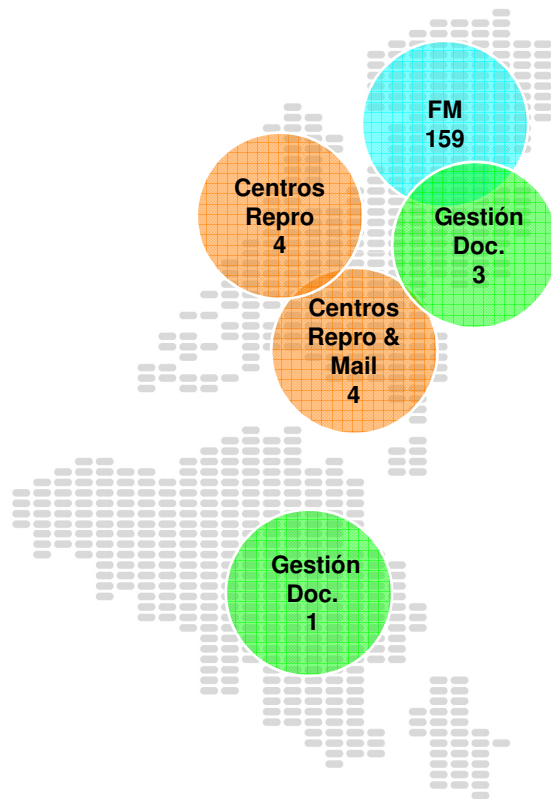 FM
159
Centros
Repro
4
Gestión
Doc.
3
Centros
Repro &
Mail
4
Gestión
Doc.
1